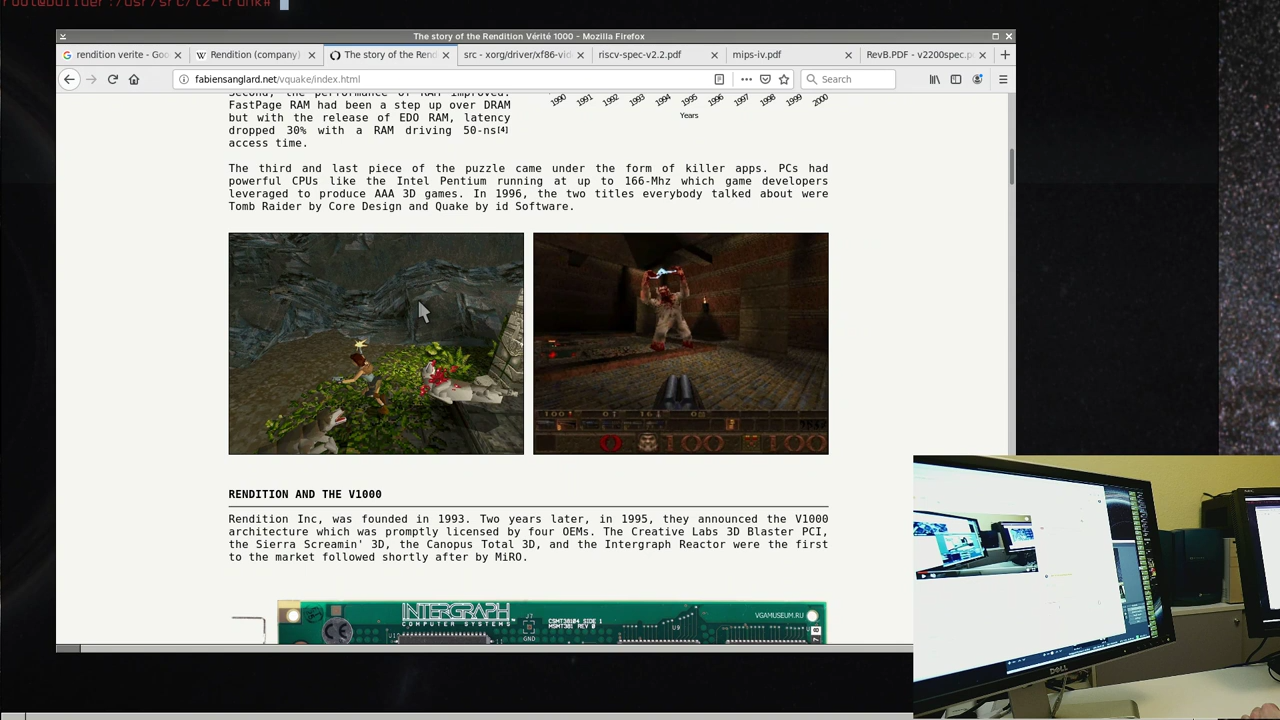 root@builder:/usr/src/t2-trunk#
The story of the Rendition Vérité 1000 - Mozilla Firefox
rendition verite - Goo
Rendition (company)
The story of the Rend
src - xorg/driver/xf86-vid
riscv-spec-v2.2.pdf
mips-iv.pdf
RevB.PDF - v2200spec.p
fabiensanglard.net/vquake/index.html
Search
Second, the performance of RAM improved.
FastPage RAM had been a step up over DRAM
but with the release of EDO RAM, latency
dropped 30% with a RAM driving 50-ns[4]
access time.
1990 1991 1992 1993 1994 1995 1996 1997 1998 1999 2000
Years
The third and last piece of the puzzle came under the form of killer apps. PCs had
powerful CPUs like the Intel Pentium running at up to 166-Mhz which game developers
leveraged to produce AAA 3D games. In 1996, the two titles everybody talked about were
Tomb Raider by Core Design and Quake by id Software.
100 100
RENDITION AND THE V1000
Rendition Inc, was founded in 1993. Two years later, in 1995, they announced the V1000
architecture which was promptly licensed by four OEMs. The Creative Labs 3D Blaster PCI,
the Sierra Screamin' 3D, the Canopus Total 3D, and the Intergraph Reactor were the first
to the market followed shortly after by MiRO.
INTERGRAPH
COMPUTER SYSTEMS
J7
GND
VGAMUSEUM.RU
U9
DELL